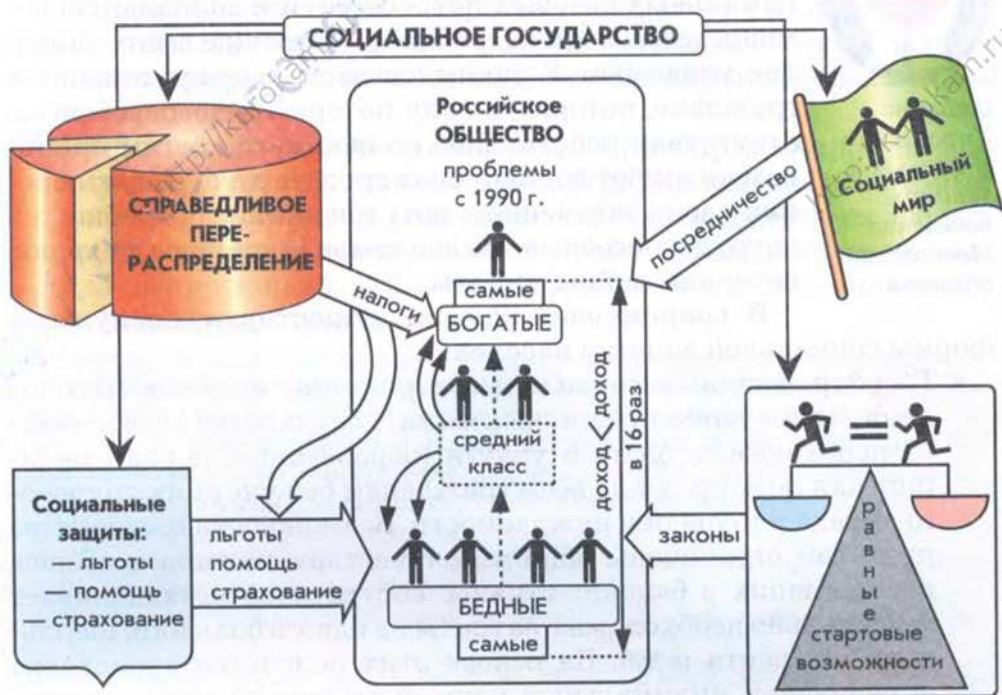 СОЦИАЛЬНОЕ ГОСУДАРСТВО
Российское
ОБЩЕСТВО
проблемы
с 1990 г.
СПРАВЕДЛИВОЕ
ПЕРЕ-
РАСПРЕДЕЛЕНИЕ
Социальный
мир
посредничество
налоги
самые
БОГАТЫЕ
средний
класс
доход доход
в 16 раз
БЕДНЫЕ
самые
Социальные
защиты:
— льготы
— помощь
— страхование
льготы
помощь
страхование
законы
=
равные
стартовые
возможности